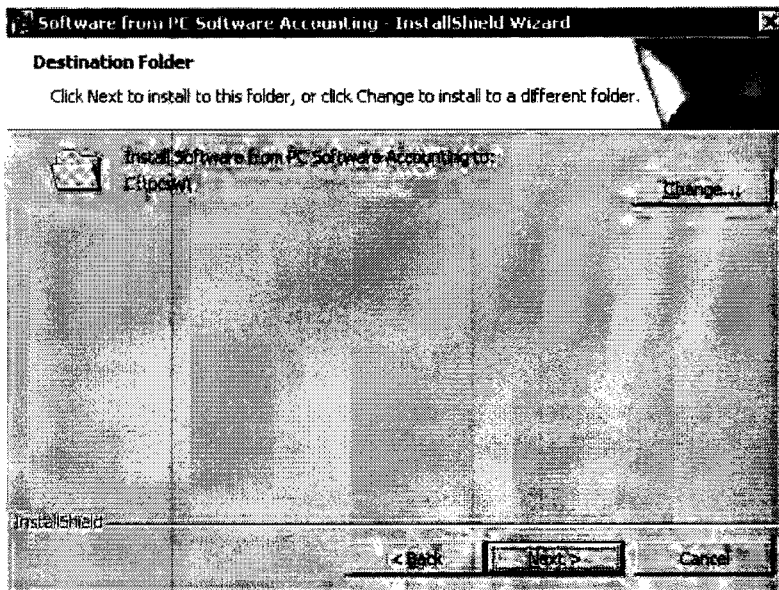 Software from PC Software Accounting - InstallShield Wizard
Destination Folder
Click Next to install to this folder, or click Change to install to a different folder.
Install Software from PC Software Accounting to:
C:\pcsw\
Change...
InstallShield
< Back
Next >
Cancel